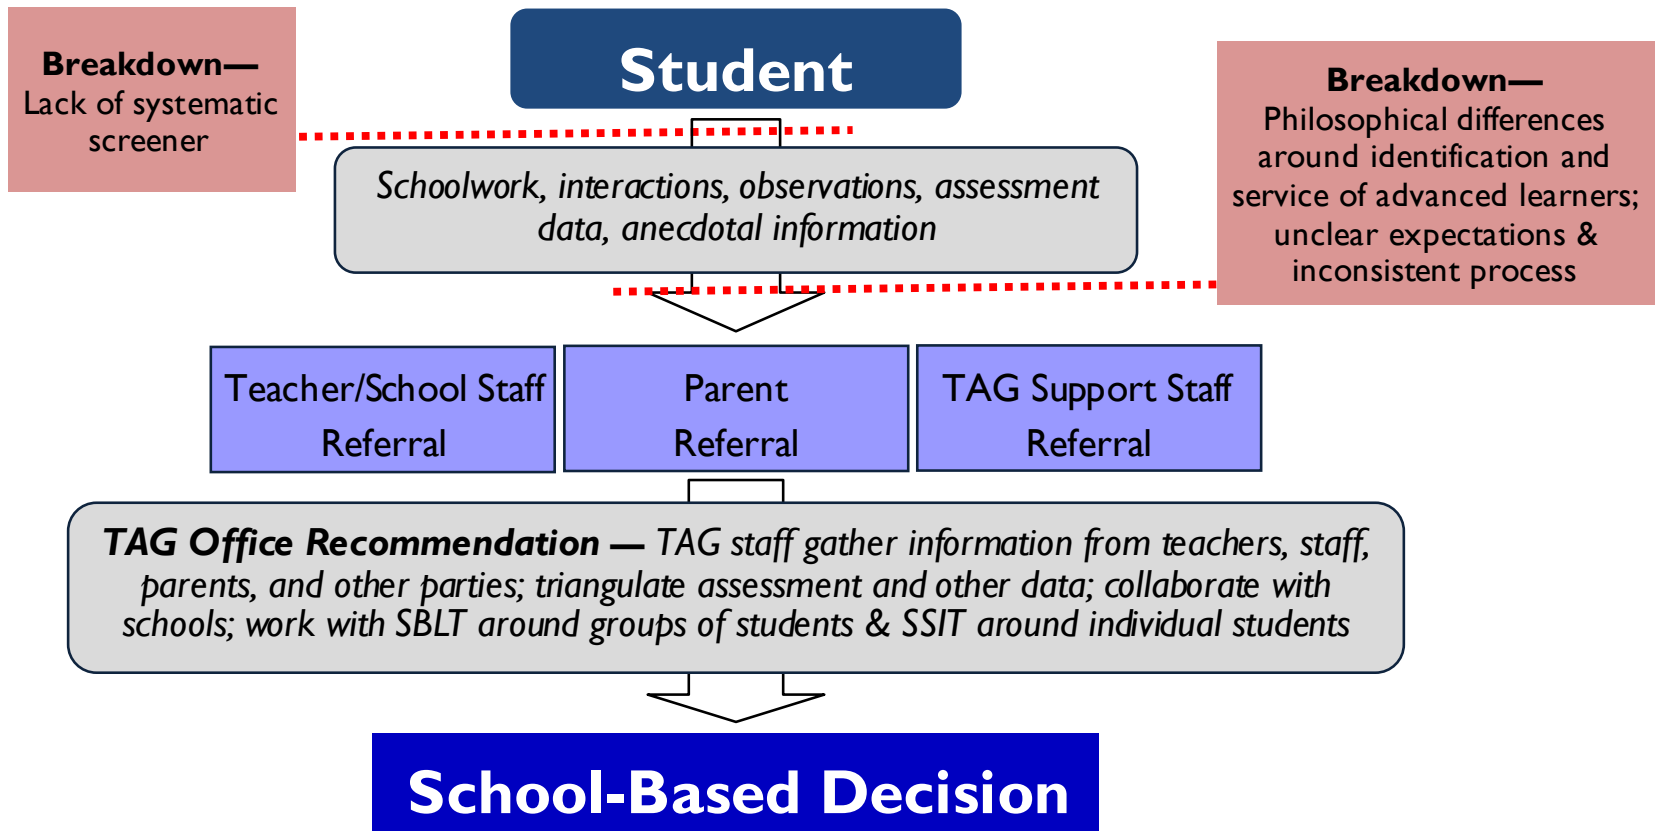 Breakdown—
Lack of systematic
screener
Student
Breakdown—
Philosophical differences
around identification and
service of advanced learners;
unclear expectations &
inconsistent process
Schoolwork, interactions, observations, assessment
data, anecdotal information
Teacher/School Staff
Referral
Parent
Referral
TAG Support Staff
Referral
TAG Office Recommendation — TAG staff gather information from teachers, staff,
parents, and other parties; triangulate assessment and other data; collaborate with
schools; work with SBLT around groups of students & SSIT around individual students
School-Based Decision